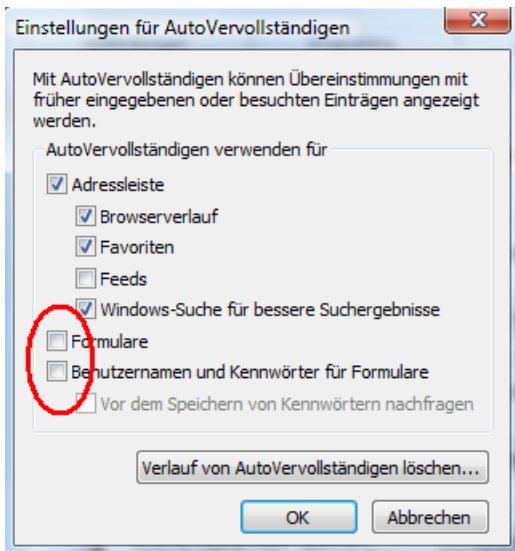 Einstellungen für AutoVervollständigen
Mit AutoVervollständigen können Übereinstimmungen mit
früher eingegebenen oder besuchten Einträgen angezeigt
werden.
AutoVervollständigen verwenden für
Adressleiste
Browserverlauf
Favoriten
Feeds
Windows-Suche für bessere Suchergebnisse
Formulare
Benutzernamen und Kennwörter für Formulare
Vor dem Speichern von Kennwörtern nachfragen
Verlauf von AutoVervollständigen löschen...
OK
Abbrechen